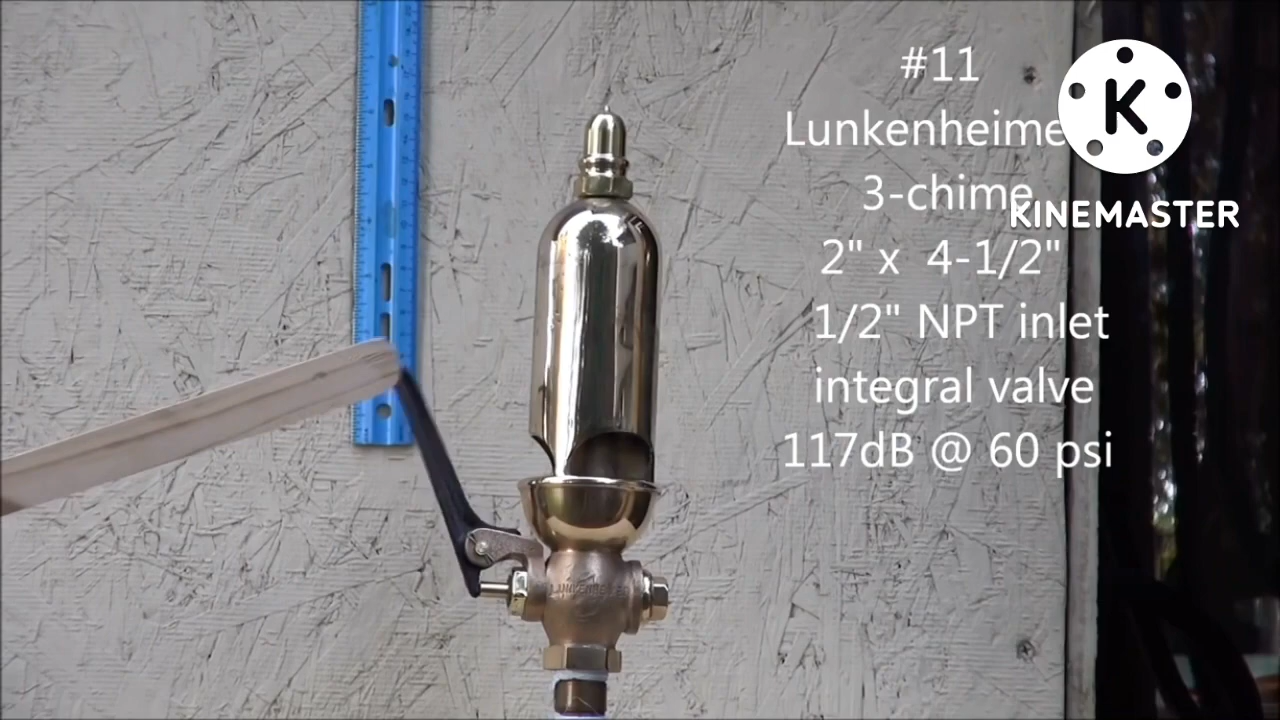 #11
Lunkenheime
3-chime
2" x 4-1/2"
1/2" NPT inlet
integral valve
117dB @ 60 psi
K
KINEMASTER